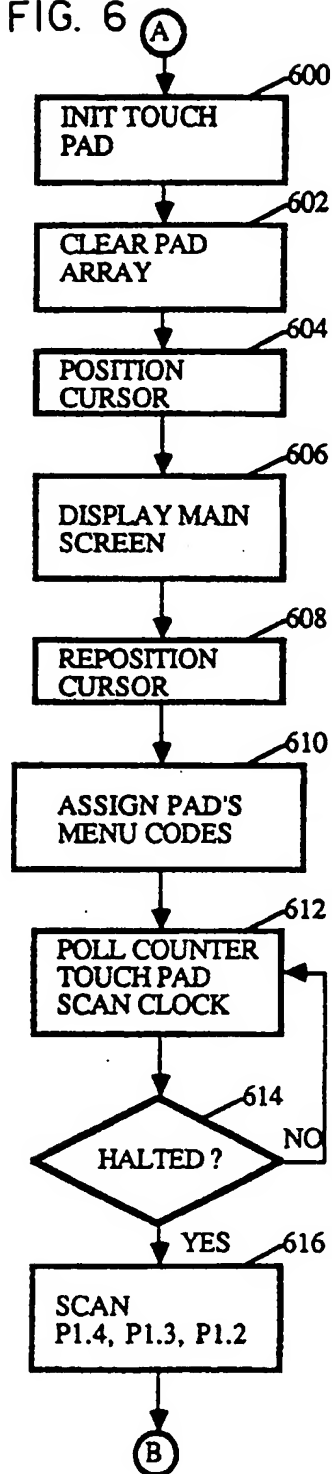 FIG. 6
A
600
INIT TOUCH
PAD
602
CLEAR PAD
ARRAY
604
POSITION
CURSOR
606
DISPLAY MAIN
SCREEN
608
REPOSITION
CURSOR
610
ASSIGN PAD'S
MENU CODES
612
POLL COUNTER
TOUCH PAD
SCAN CLOCK
614
HALTED ?
NO
YES
616
SCAN
P1.4, P1.3, P1.2
B